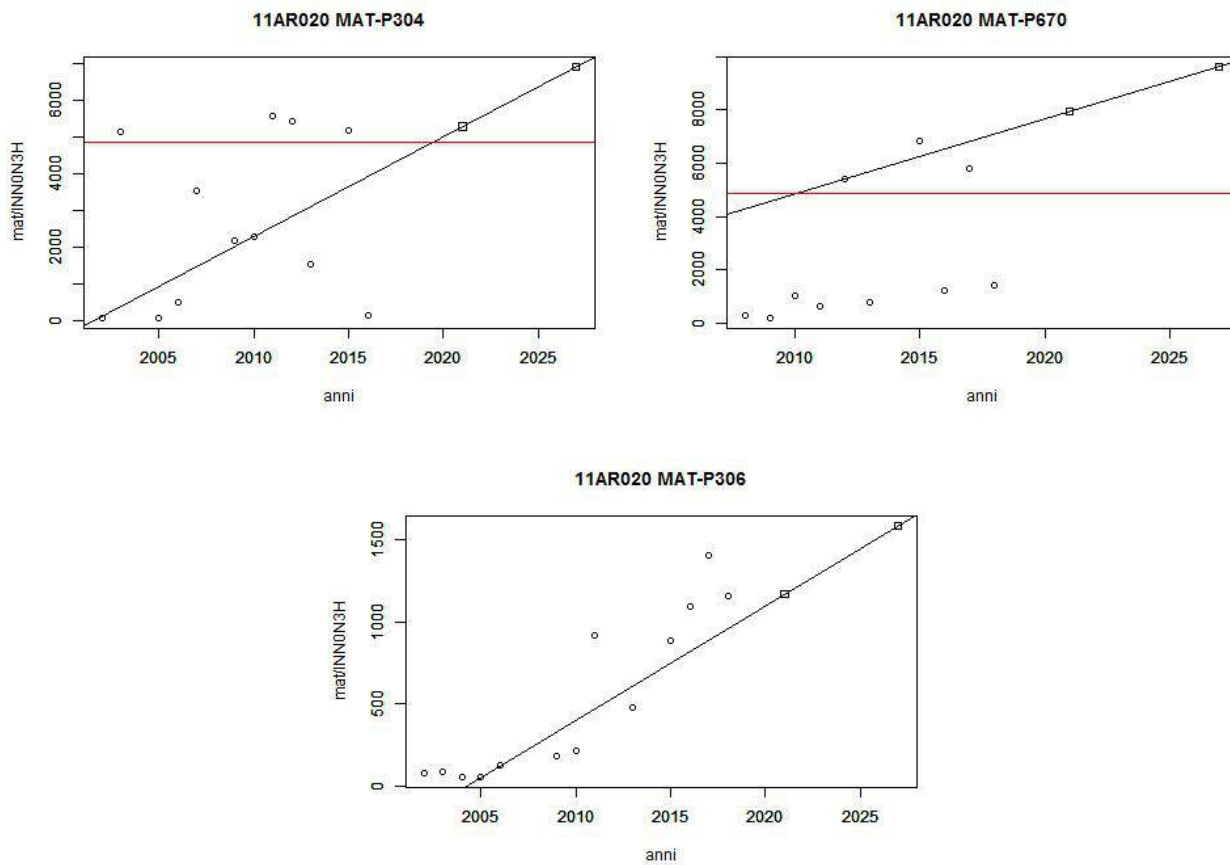 11AR020 MAT-P304
mat/INN0N3H
0 2000 4000 6000
2005 2010 2015 2020 2025
anni
11AR020 MAT-P670
mat/INN0N3H
0 2000 4000 6000 8000
2010 2015 2020 2025
anni
11AR020 MAT-P306
mat/INN0N3H
0 500 1000 1500
2005 2010 2015 2020 2025
anni